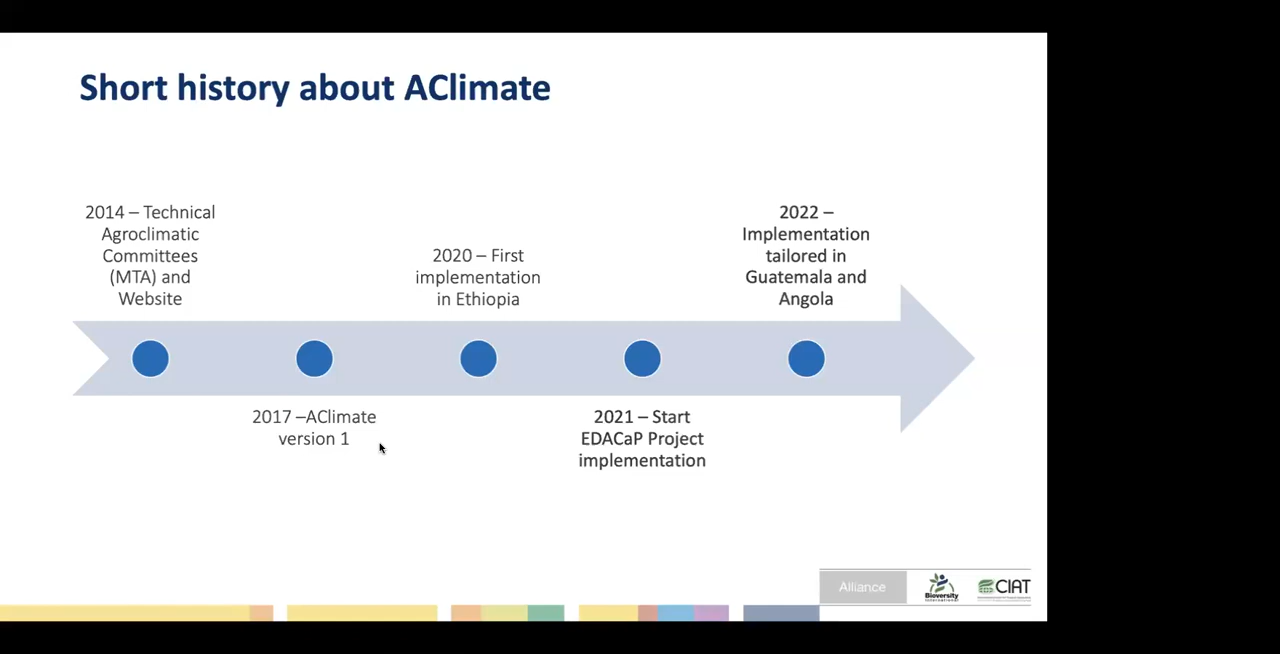 Short history about AClimate
2014 – Technical
Agroclimatic
Committees
(MTA) and
Website
2017 –AClimate
version 1
2020 – First
implementation
in Ethiopia
2021 – Start
EDACaP Project
implementation
2022 –
Implementation
tailored in
Guatemala and
Angola
Alliance
Bioversity
CIAT